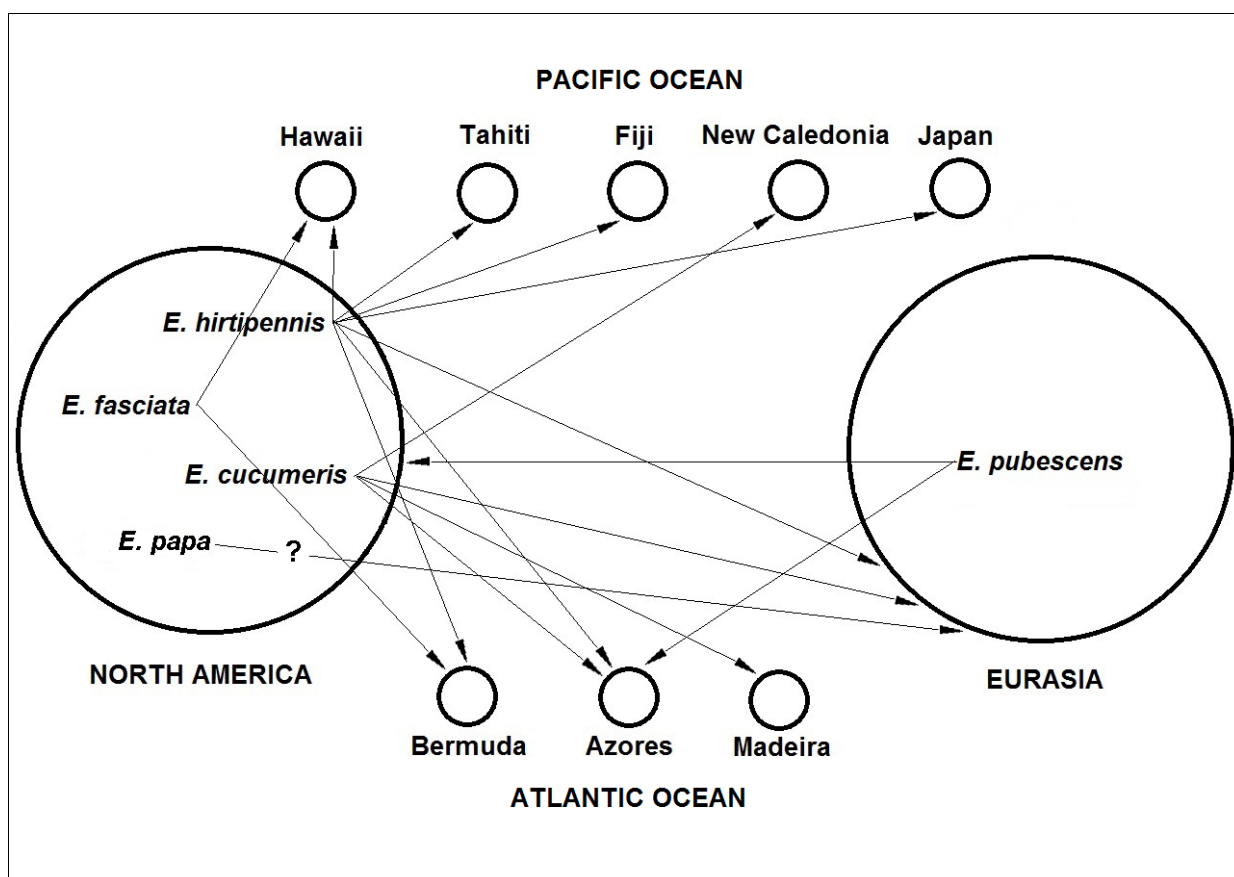 PACIFIC OCEAN
Hawaii
Tahiti
Fiji
New Caledonia
Japan
E. hirtipennis
E. fasciata
E. cucumeris
E. pubescens
E. papa
?
NORTH AMERICA
EURASIA
Bermuda
Azores
Madeira
ATLANTIC OCEAN